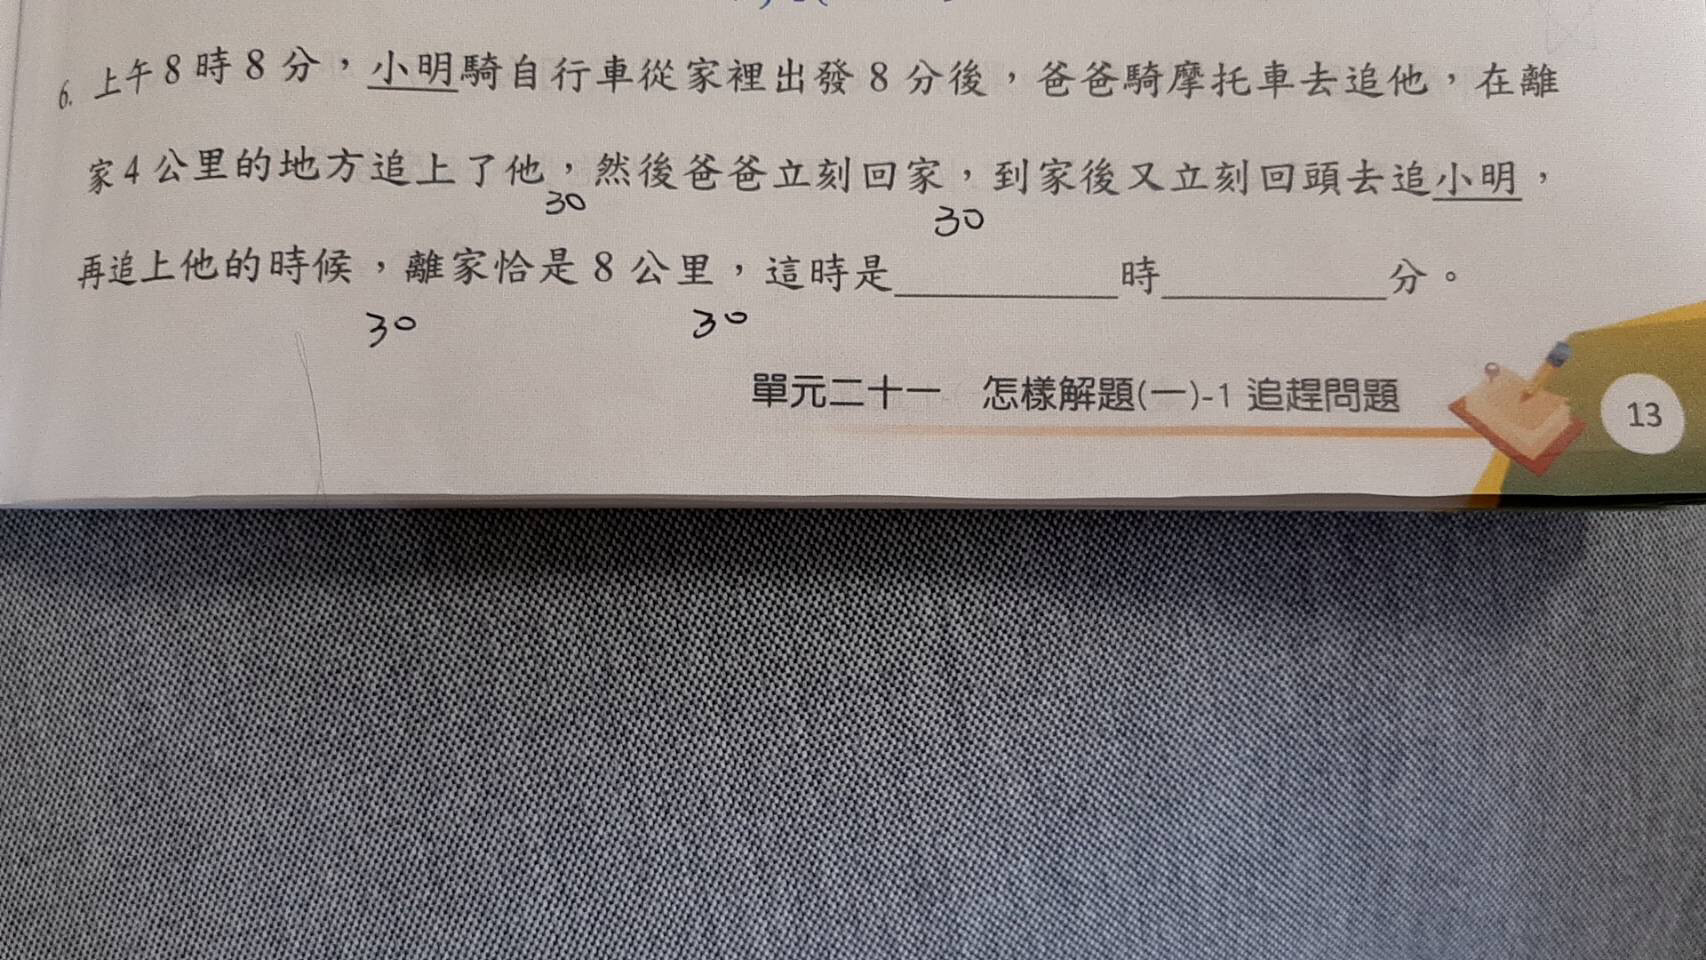 6. 上午8時8分，小明騎自行車從家裡出發8分後，爸爸騎摩托車去追他，在離
家4公里的地方追上了他，然後爸爸立刻回家，到家後又立刻回頭去追小明，
30 30
再追上他的時候，離家恰是8公里，這時是____時____分。
30 30
單元二十一 怎樣解題(一)-1 追趕問題
13